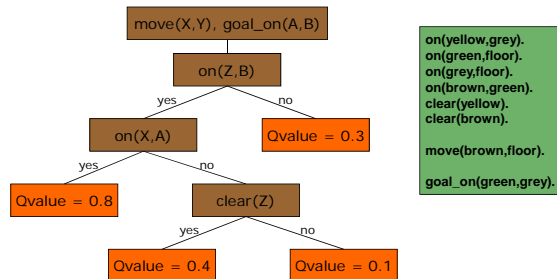 move(X,Y), goal_on(A,B)
on(Z,B)
yes
no
on(X,A)
Qvalue = 0.3
yes
no
Qvalue = 0.8
clear(Z)
yes
no
Qvalue = 0.4
Qvalue = 0.1
on(yellow,grey).
on(green,floor).
on(grey,floor).
on(brown,green).
clear(yellow).
clear(brown).
move(brown,floor).
goal_on(green,grey).